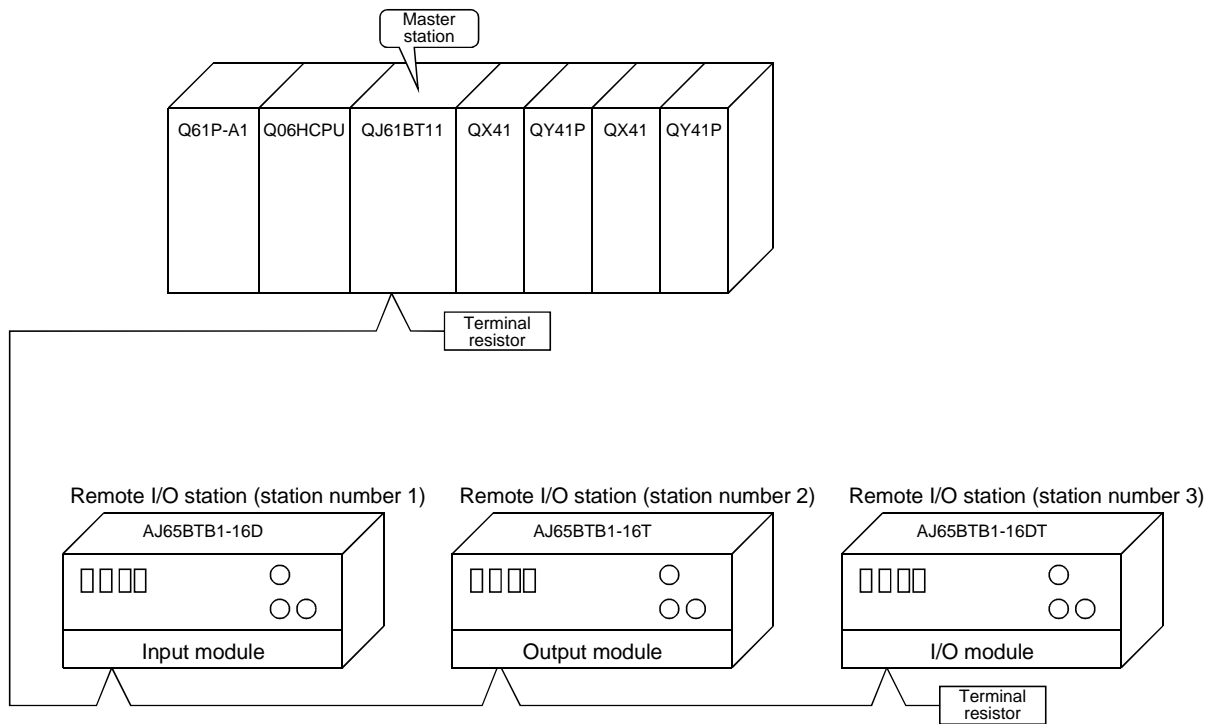 Master
station
Q61P-A1 Q06HCPU QJ61BT11 QX41 QY41P QX41 QY41P
Terminal
resistor
Remote I/O station (station number 1) Remote I/O station (station number 2) Remote I/O station (station number 3)
AJ65BTB1-16D AJ65BTB1-16T AJ65BTB1-16DT
Input module Output module I/O module
Terminal
resistor